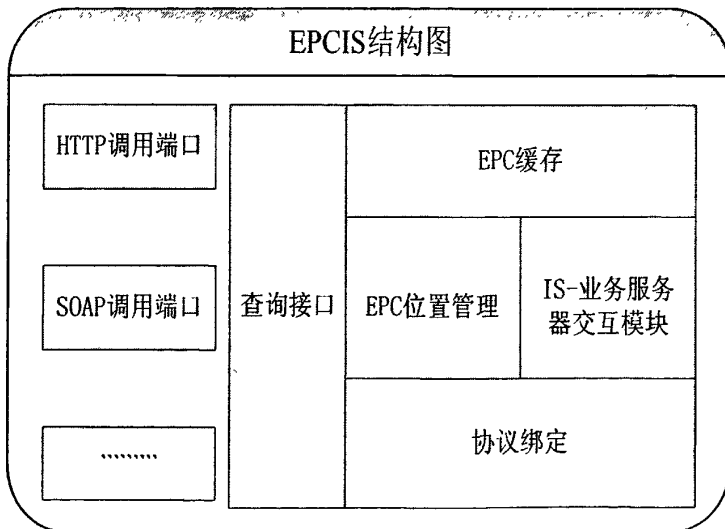 EPCIS结构图
HTTP调用端口
SOAP调用端口
………
查询接口
EPC缓存
EPC位置管理
IS-业务服务
器交互模块
协议绑定